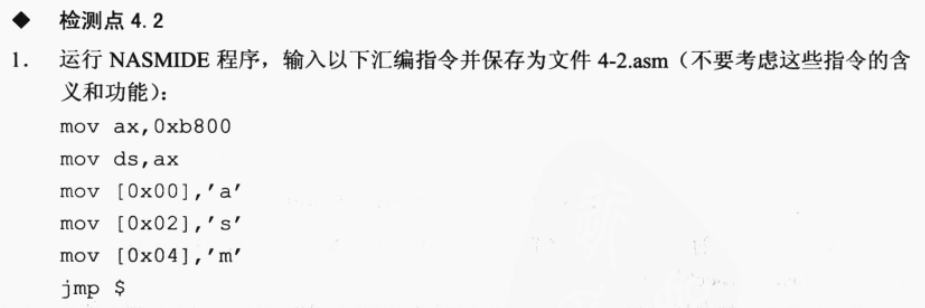 ◆ 检测点 4.2
1. 运行 NASMIDE 程序，输入以下汇编指令并保存为文件 4-2.asm（不要考虑这些指令的含
义和功能）：
mov ax,0xb800
mov ds,ax
mov [0x00],'a'
mov [0x02],'s'
mov [0x04],'m'
jmp $